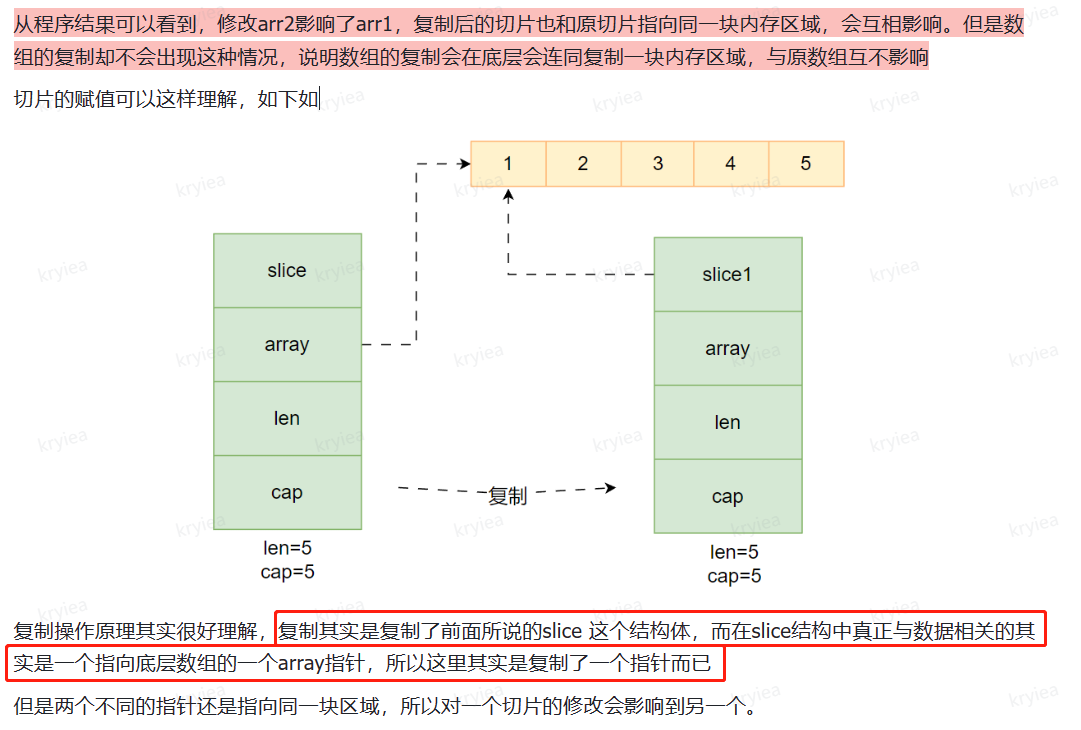 从程序结果可以看到，修改arr2影响了arr1，复制后的切片也和原切片指向同一块内存区域，会互相影响。但是数
组的复制却不会出现这种情况，说明数组的复制会在底层会连同复制一块内存区域，与原数组互不影响
切片的赋值可以这样理解，如下如
1 2 3 4 5
slice
array
len
cap
len=5
cap=5
复制
slice1
array
len
cap
len=5
cap=5
复制操作原理其实很好理解，复制其实是复制了前面所说的slice 这个结构体，而在slice结构中真正与数据相关的其
实是一个指向底层数组的一个array指针，所以这里其实是复制了一个指针而已
但是两个不同的指针还是指向同一块区域，所以对一个切片的修改会影响到另一个。
kryiea